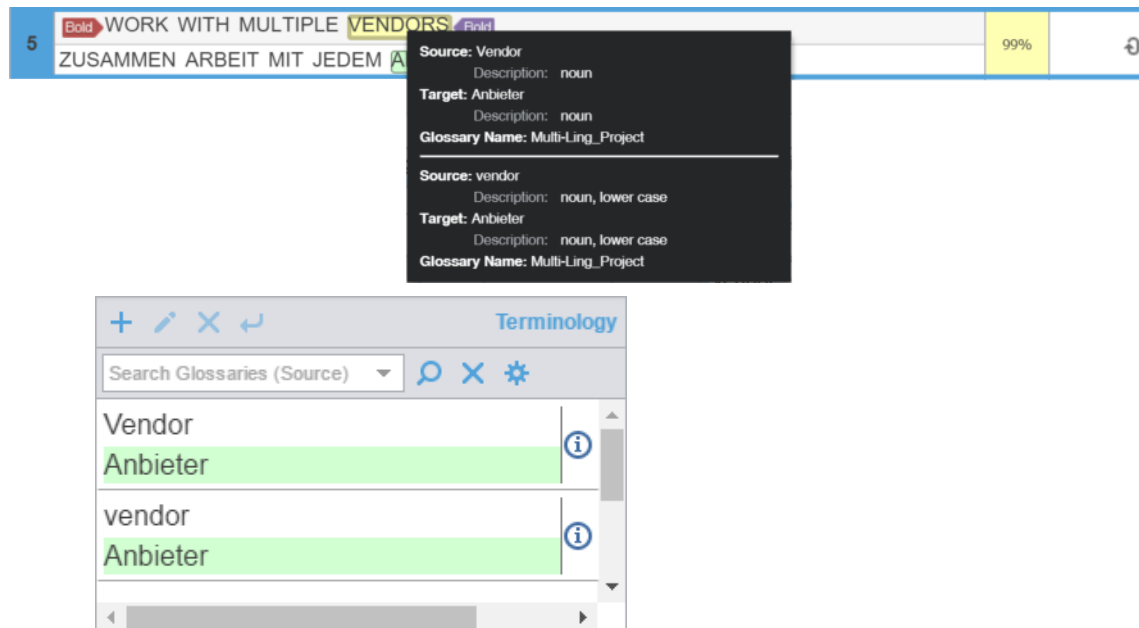 5
Bold WORK WITH MULTIPLE VENDORS Bold
ZUSAMMEN ARBEIT MIT JEDEM A
99%
Source: Vendor
Description: noun
Target: Anbieter
Description: noun
Glossary Name: Multi-Ling_Project
Source: vendor
Description: noun, lower case
Target: Anbieter
Description: noun, lower case
Glossary Name: Multi-Ling_Project
Terminology
Search Glossaries (Source)
Vendor
Anbieter
vendor
Anbieter